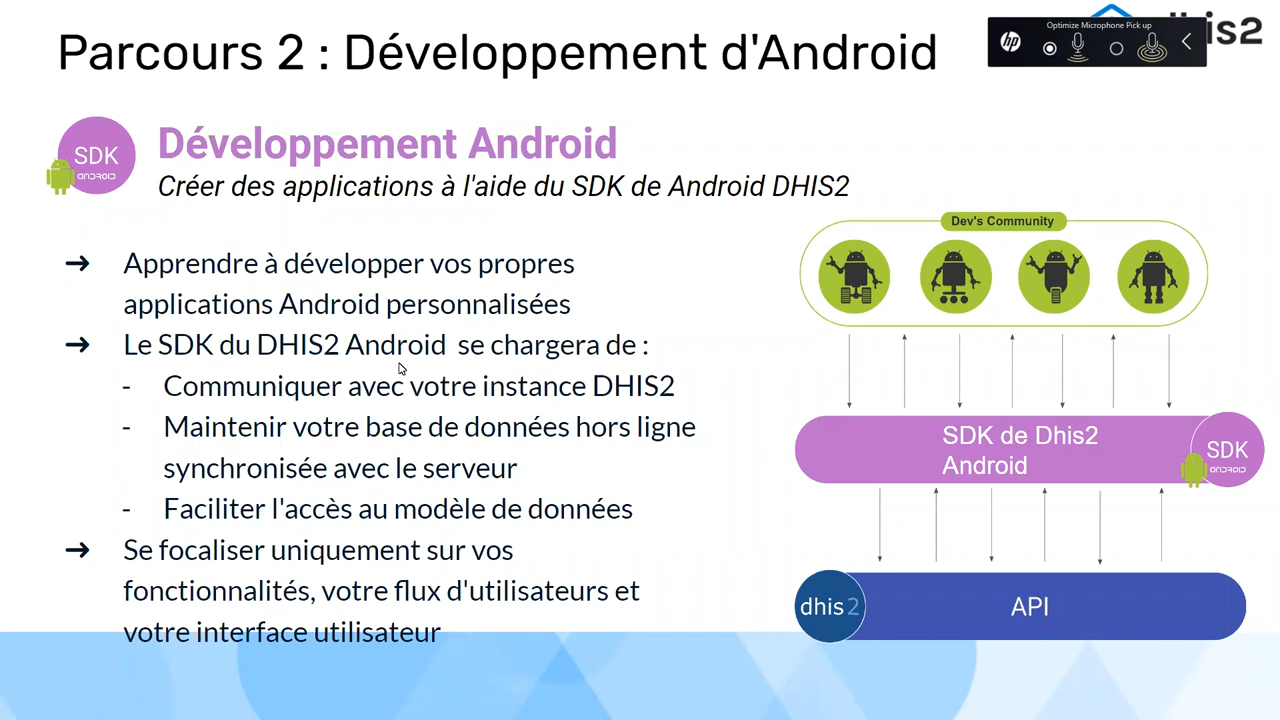 Parcours 2 : Développement d'Android
Optimize Microphone Pick up
hp
his2
SDK
ANDROID
Développement Android
Créer des applications à l'aide du SDK de Android DHIS2
➔ Apprendre à développer vos propres
applications Android personnalisées
➔ Le SDK du DHIS2 Android se chargera de :
- Communiquer avec votre instance DHIS2
- Maintenir votre base de données hors ligne
synchronisée avec le serveur
- Faciliter l'accès au modèle de données
➔ Se focaliser uniquement sur vos
fonctionnalités, votre flux d'utilisateurs et
votre interface utilisateur
Dev's Community
SDK de Dhis2
Android
SDK
ANDROID
dhis2
API